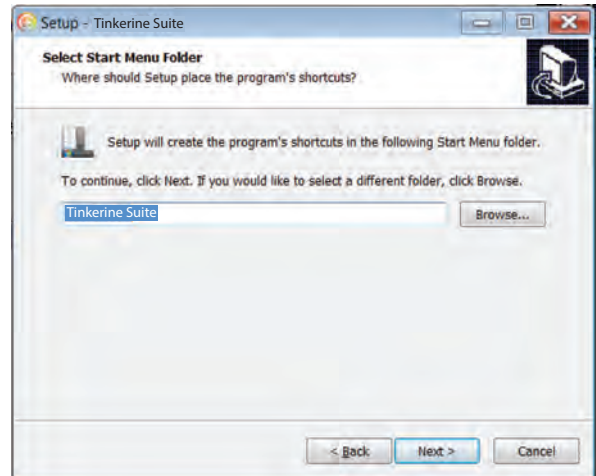 Setup - Tinkerine Suite
Select Start Menu Folder
Where should Setup place the program's shortcuts?
Setup will create the program's shortcuts in the following Start Menu folder.
To continue, click Next. If you would like to select a different folder, click Browse.
Tinkerine Suite
Browse...
< Back
Next >
Cancel